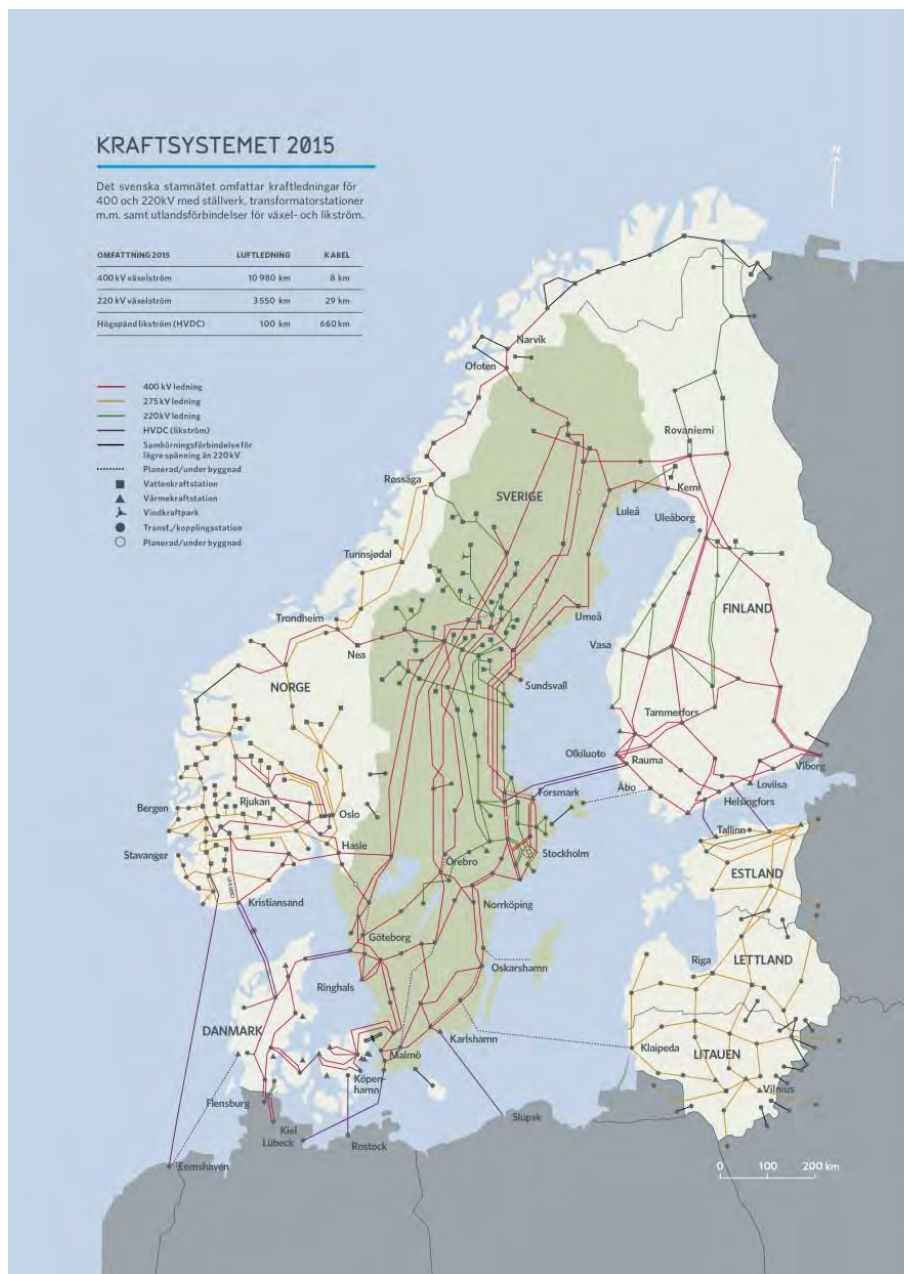 KRAFTSYSTEMET 2015
Det svenska stamnätet omfattar kraftledningar för
400 och 220kV med ställverk, transformatorstationer
m.m. samt utlandsförbindelser för växel- och likström.
OMFATTNING 2015 LUFTLEDNING KABEL
400 kV växelström 10 980 km 8 km
220 kV växelström 3 550 km 29 km
Högspänd likström (HVDC) 100 km 660 km
400 kV ledning
275 kV ledning
220 kV ledning
HVDC (likström)
Samkörningsförbindelse för
lägre spänning än 220 kV
Planerad/under byggnad
Vattenkraftstation
Värmekraftstation
Vindkraftpark
Transf./kopplingsstation
Planerad/under byggnad
N
Narvik
Ofoten
Rovaniemi
Røssåga
SVERIGE
Kemi
Luleå
Uleåborg
Tunnsjødal
FINLAND
Trondheim
Umeå
Nea
Vasa
NORGE
Sundsvall
Tammerfors
Olkiluoto
Rauma
Viborg
Forsmark
Åbo
Loviisa
Bergen
Rjukan
Oslo
Helsingfors
Tallinn
Stavanger
Hasle
Örebro
Stockholm
ESTLAND
Kristiansand
Norrköping
Göteborg
Riga
LETTLAND
Oskarshamn
Ringhals
DANMARK
Karlshamn
Klaipeda
LITAUEN
Malmö
Köpen-
hamn
Vilnius
Flensburg
Slupsk
Kiel
Lübeck
Rostock
Eemshaven
0 100 200 km